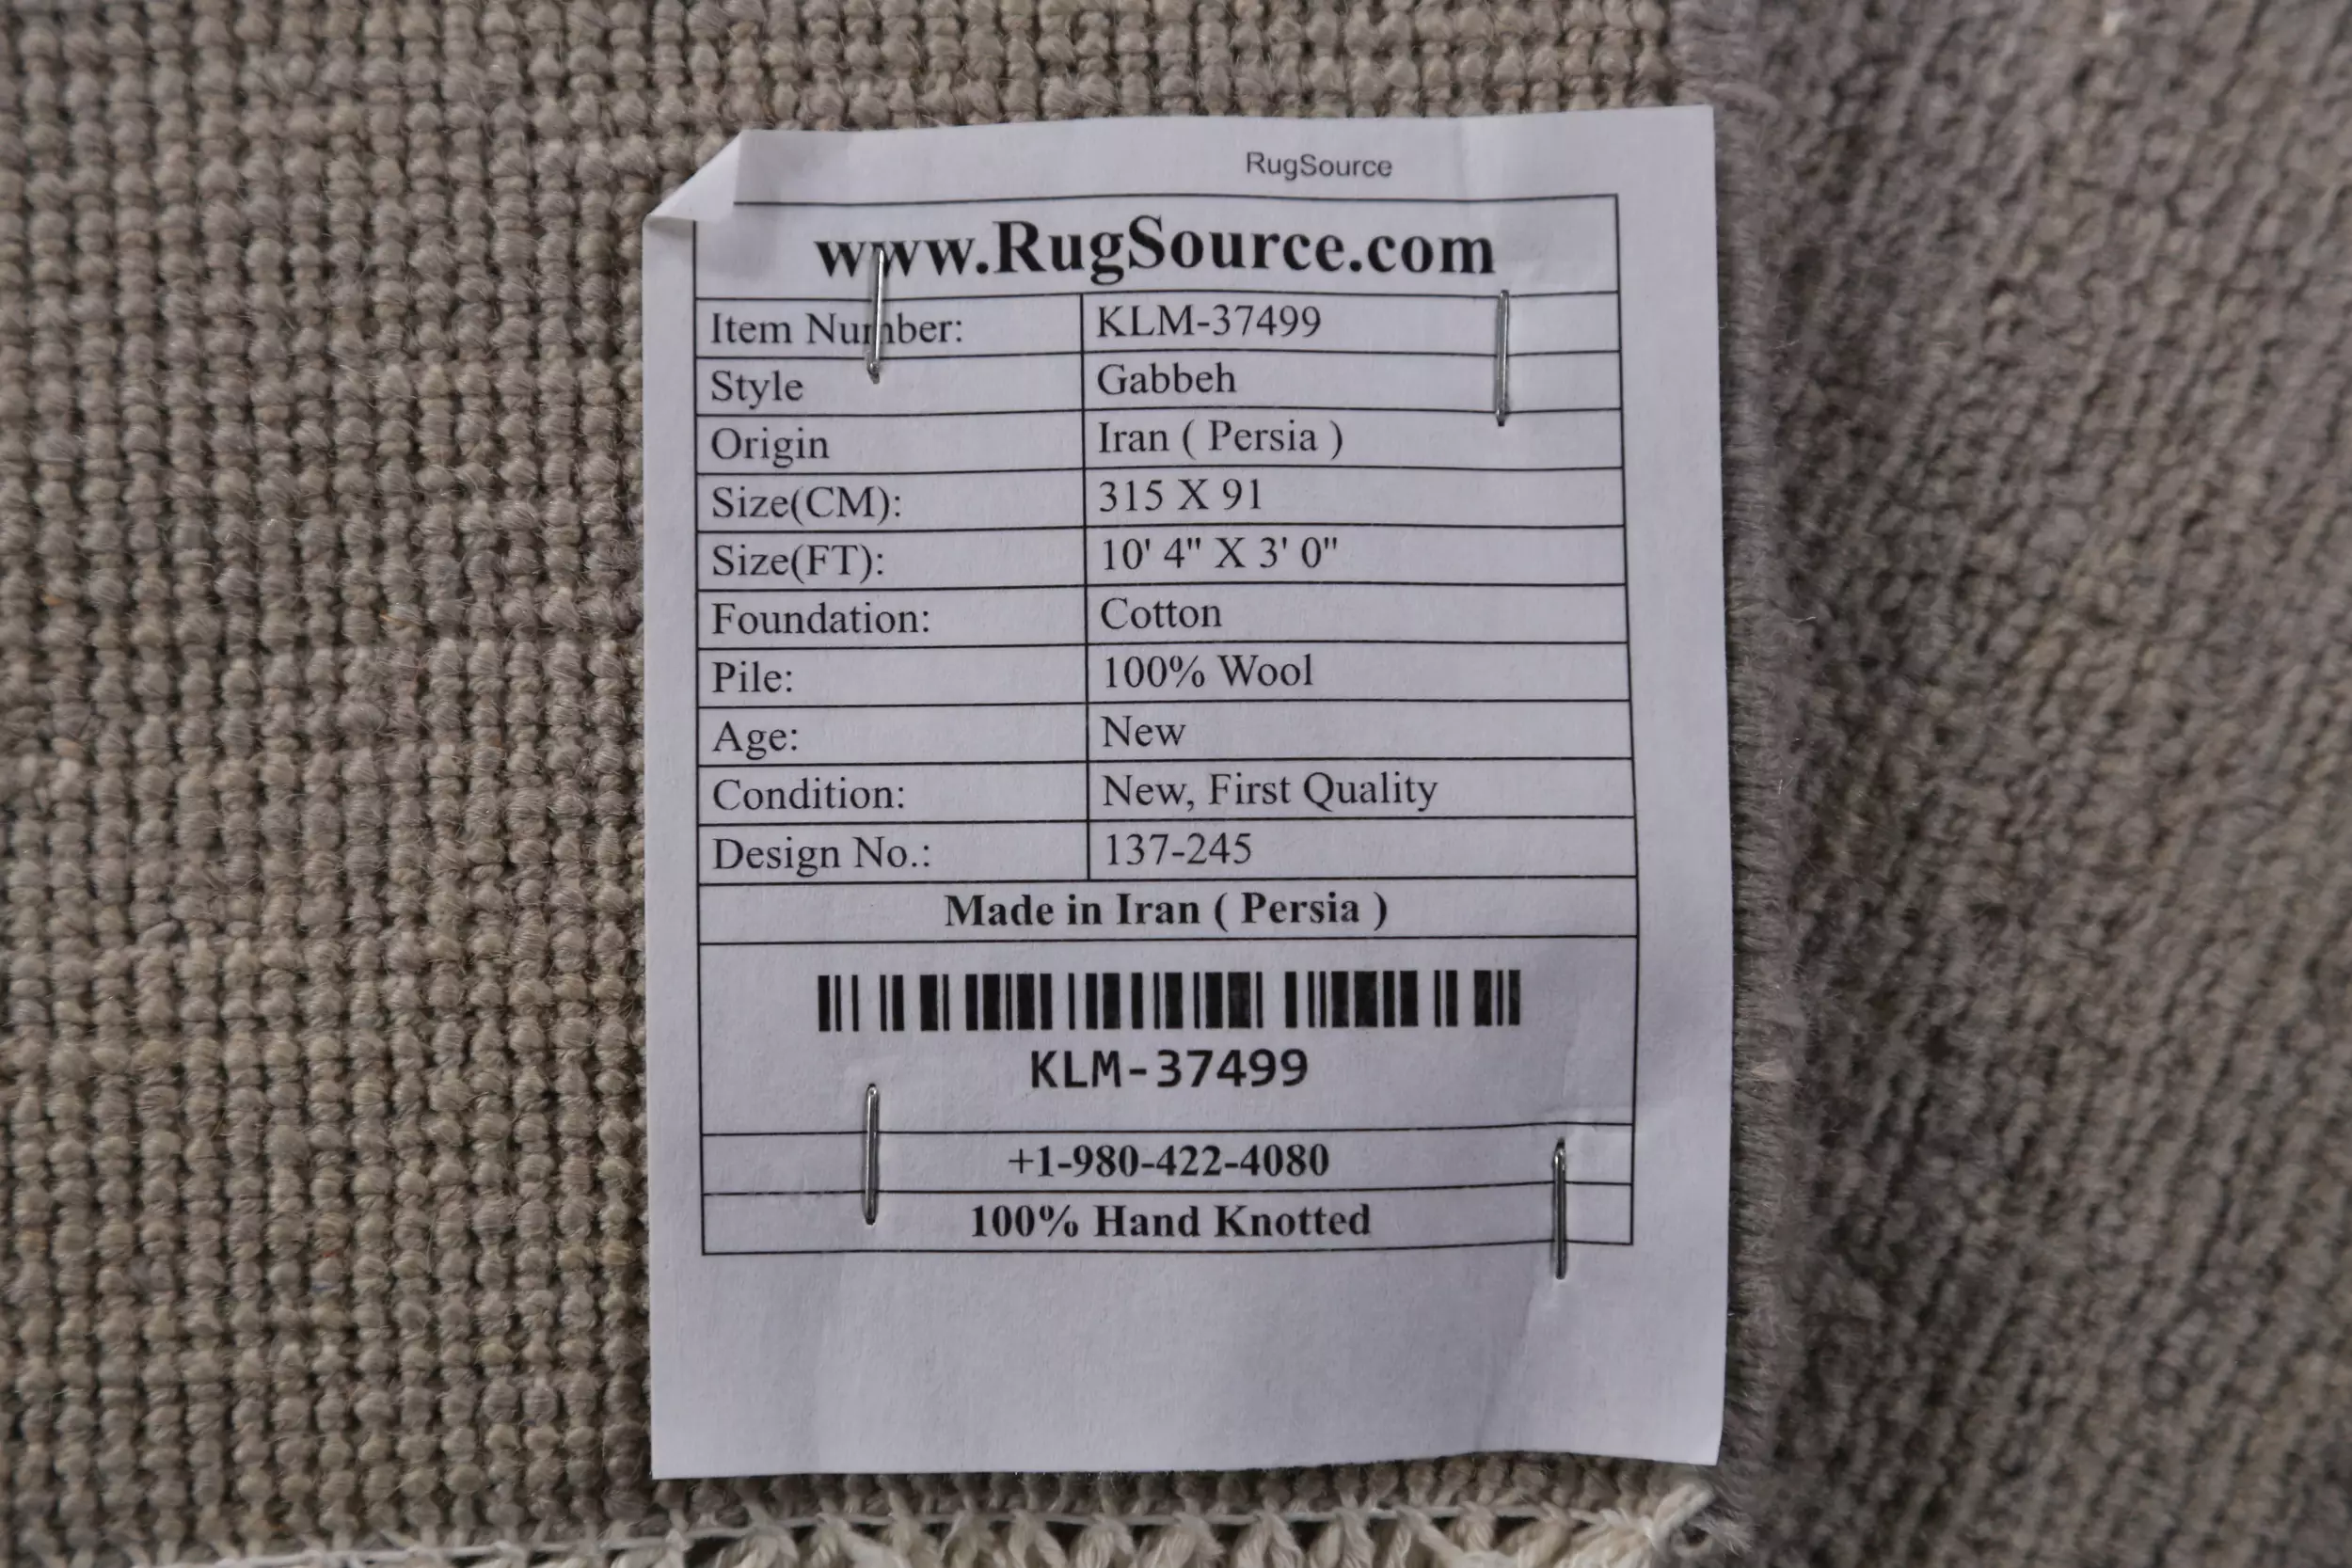 RugSource
www.RugSource.com
Item Number: KLM-37499
Style Gabbeh
Origin Iran ( Persia )
Size(CM): 315 X 91
Size(FT): 10' 4" X 3' 0"
Foundation: Cotton
Pile: 100% Wool
Age: New
Condition: New, First Quality
Design No.: 137-245
Made in Iran ( Persia )
KLM-37499
+1-980-422-4080
100% Hand Knotted